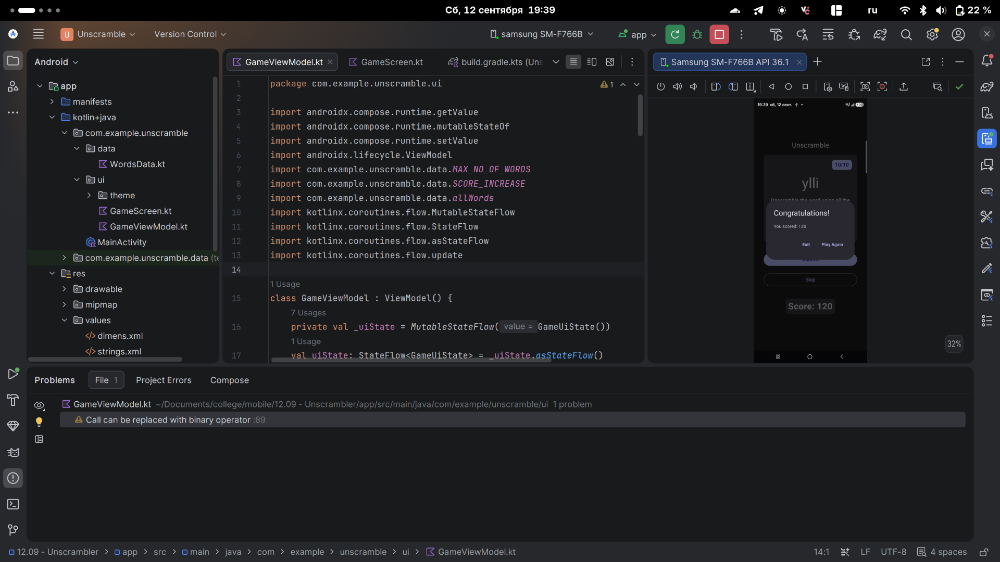 Сб, 12 сентября 19:39
ru
22 %
U Unscramble
Version Control
samsung SM-F766B
app
Android
app
manifests
kotlin+java
com.example.unscramble
data
WordsData.kt
ui
theme
GameScreen.kt
GameViewModel.kt
MainActivity
com.example.unscramble.data (te
res
drawable
mipmap
values
dimens.xml
strings.xml
GameViewModel.kt
GameScreen.kt
build.gradle.kts (Uns
1
1 package com.example.unscramble.ui
2
3 import androidx.compose.runtime.getValue
4 import androidx.compose.runtime.mutableStateOf
5 import androidx.compose.runtime.setValue
6 import androidx.lifecycle.ViewModel
7 import com.example.unscramble.data.MAX_NO_OF_WORDS
8 import com.example.unscramble.data.SCORE_INCREASE
9 import com.example.unscramble.data.allWords
10 import kotlinx.coroutines.flow.MutableStateFlow
11 import kotlinx.coroutines.flow.StateFlow
12 import kotlinx.coroutines.flow.asStateFlow
13 import kotlinx.coroutines.flow.update
14
1 Usage
15 class GameViewModel : ViewModel() {
7 Usages
16 private val _uiState = MutableStateFlow( value = GameUiState())
1 Usage
17 val uiState: StateFlow<GameUiState> = _uiState.asStateFlow()
Samsung SM-F766B API 36.1
19:39 сб, 12 сент.
Unscramble
10/10
ylli
Unscramble the word using all the
Congratulations!
You scored: 120
Exit
Play Again
Submit
Skip
Score: 120
32%
Problems
File 1
Project Errors
Compose
GameViewModel.kt ~/Documents/college/mobile/12.09 - Unscrambler/app/src/main/java/com/example/unscramble/ui 1 problem
Call can be replaced with binary operator :89
12.09 - Unscrambler > app > src > main > java > com > example > unscramble > ui > GameViewModel.kt
14:1
LF
UTF-8
4 spaces